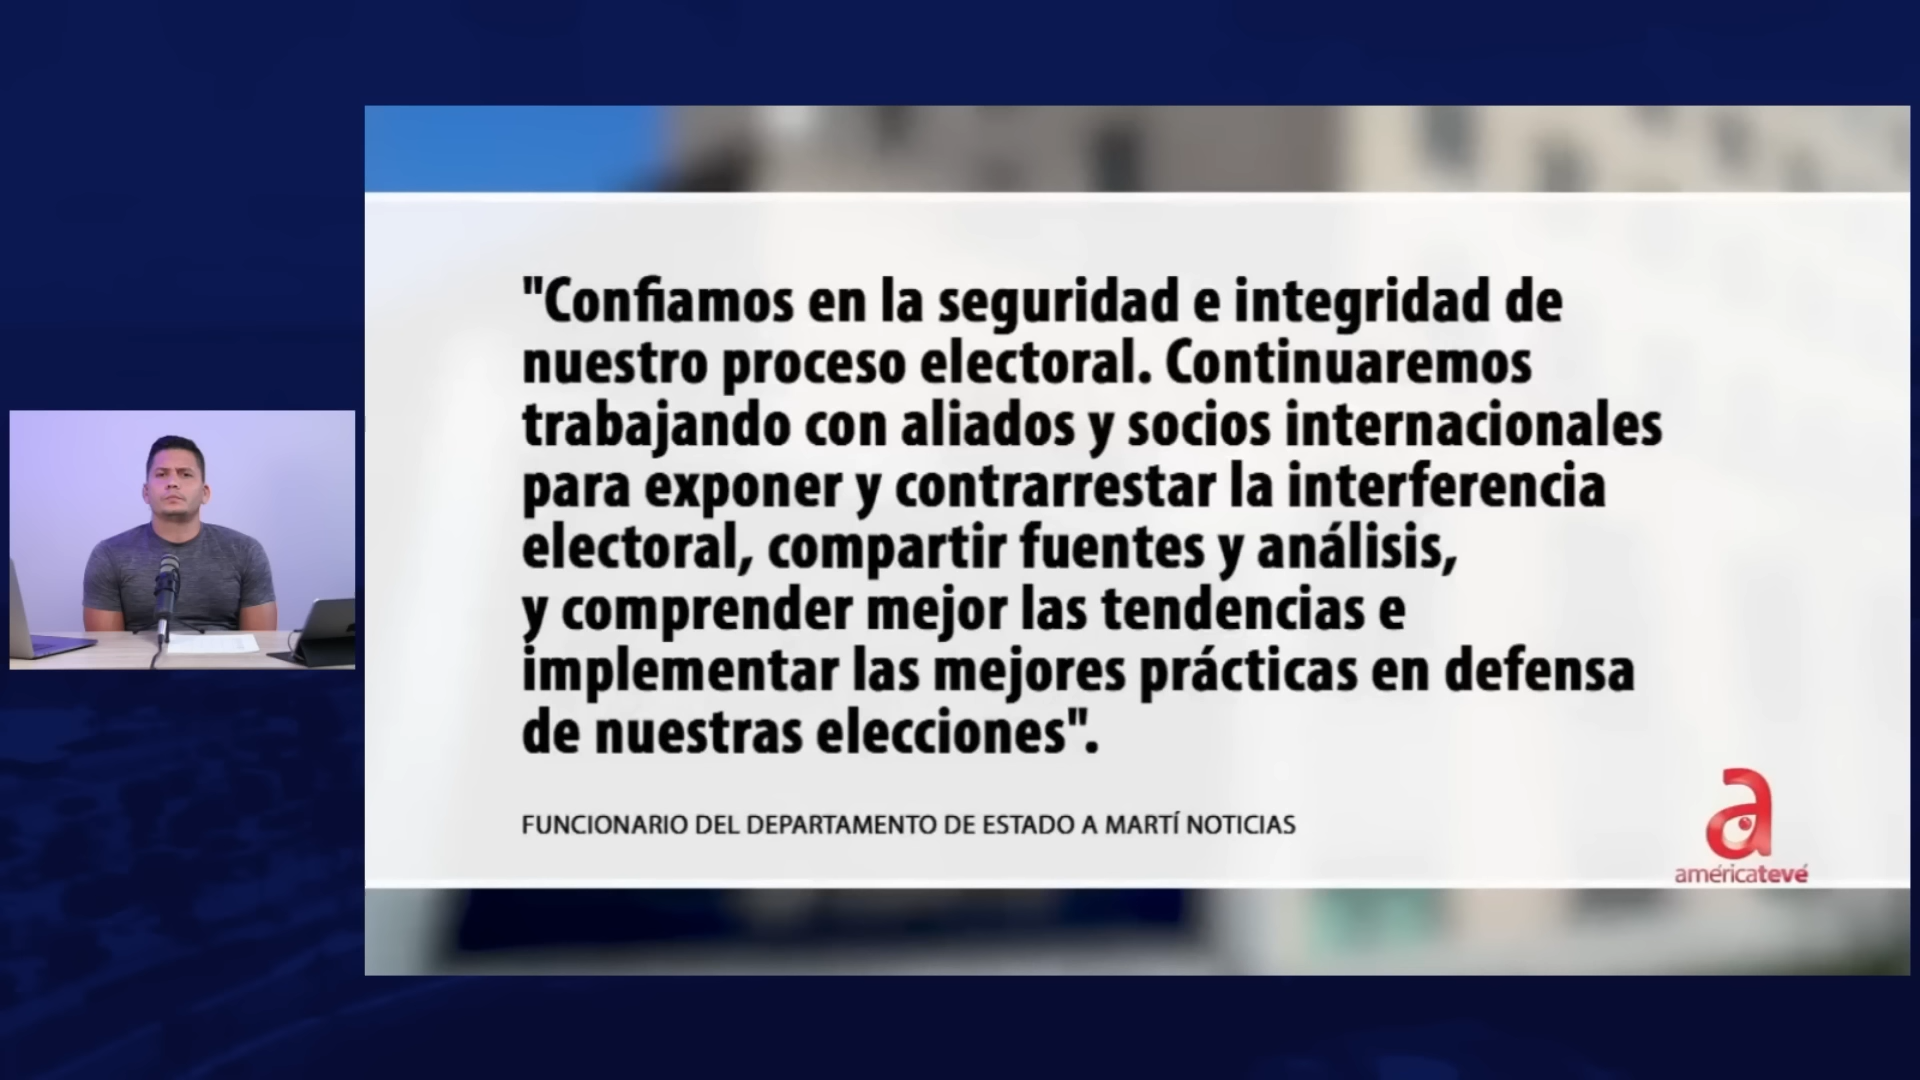 "Confiamos en la seguridad e integridad de
nuestro proceso electoral. Continuaremos
trabajando con aliados y socios internacionales
para exponer y contrarrestar la interferencia
electoral, compartir fuentes y análisis,
y comprender mejor las tendencias e
implementar las mejores prácticas en defensa
de nuestras elecciones".
FUNCIONARIO DEL DEPARTAMENTO DE ESTADO A MARTÍ NOTICIAS
a
américatevé